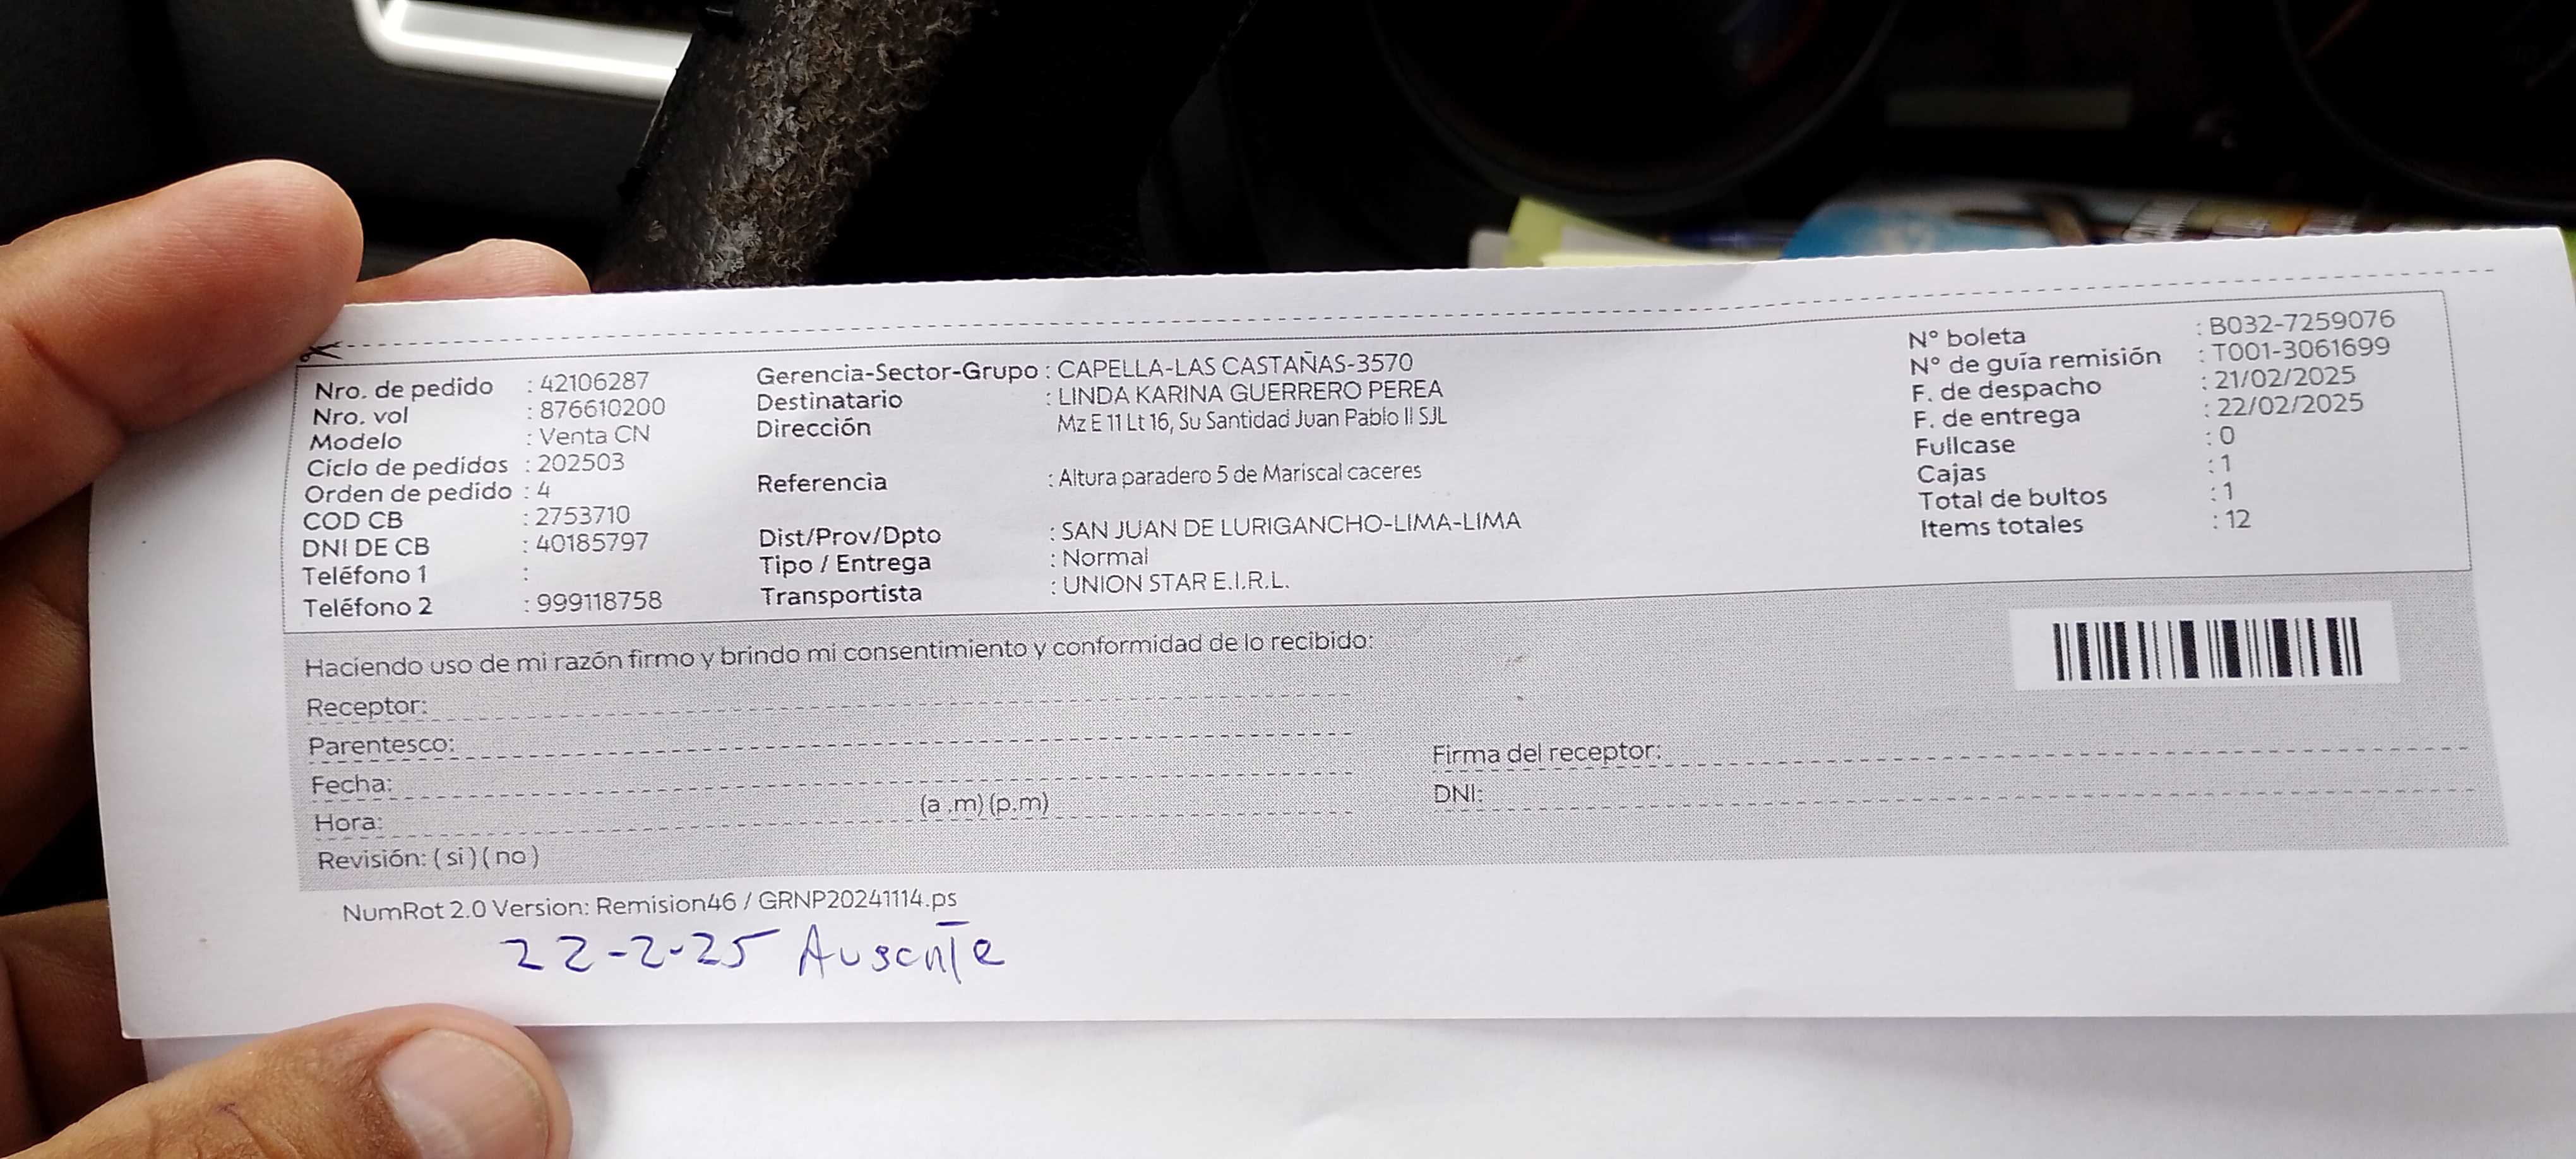 Nro. de pedido : 42106287
Nro. vol : 876610200
Modelo : Venta CN
Ciclo de pedidos : 202503
Orden de pedido : 4
COD CB : 2753710
DNI DE CB : 40185797
Teléfono 1 :
Teléfono 2 : 999118758
Gerencia-Sector-Grupo : CAPELLA-LAS CASTAÑAS-3570
Destinatario : LINDA KARINA GUERRERO PEREA
Dirección Mz E 11 Lt 16, Su Santidad Juan Pablo II SJL
Referencia : Altura paradero 5 de Mariscal caceres
Dist/Prov/Dpto : SAN JUAN DE LURIGANCHO-LIMA-LIMA
Tipo / Entrega : Normal
Transportista : UNION STAR E.I.R.L.
N° boleta : B032-7259076
N° de guía remisión : T001-3061699
F. de despacho : 21/02/2025
F. de entrega : 22/02/2025
Fullcase : 0
Cajas : 1
Total de bultos : 1
Items totales : 12
Haciendo uso de mi razón firmo y brindo mi consentimiento y conformidad de lo recibido:
Receptor:
Parentesco:
Fecha:
Hora: (a .m) (p.m)
Revisión: ( si ) ( no )
Firma del receptor:
DNI:
NumRot 2.0 Version: Remision46 / GRNP20241114.ps
22-2-25 Ausente